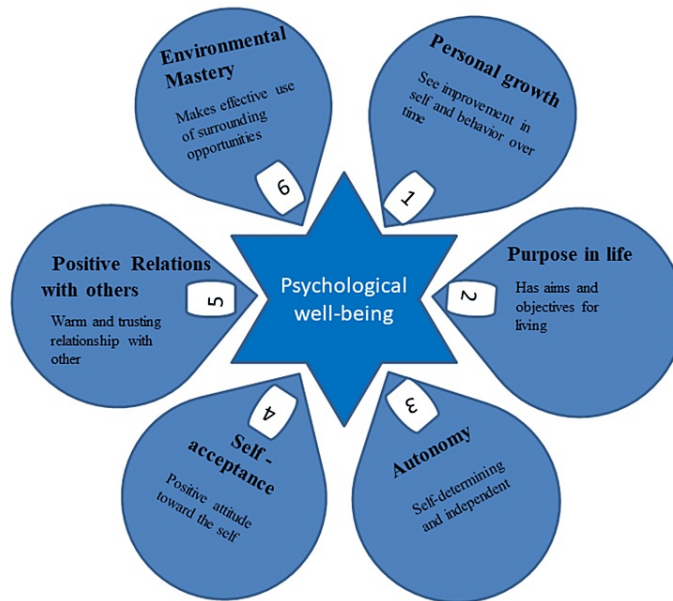 Psychological
well-being
Personal growth
See improvement in
self and behavior over
time
1
Purpose in life
Has aims and
objectives for
living
2
3
Autonomy
Self-determining
and independent
4
Self -
acceptance
Positive attitude
toward the self
Positive Relations
with others
Warm and trusting
relationship with
other
5
Environmental
Mastery
Makes effective use
of surrounding
opportunities
6